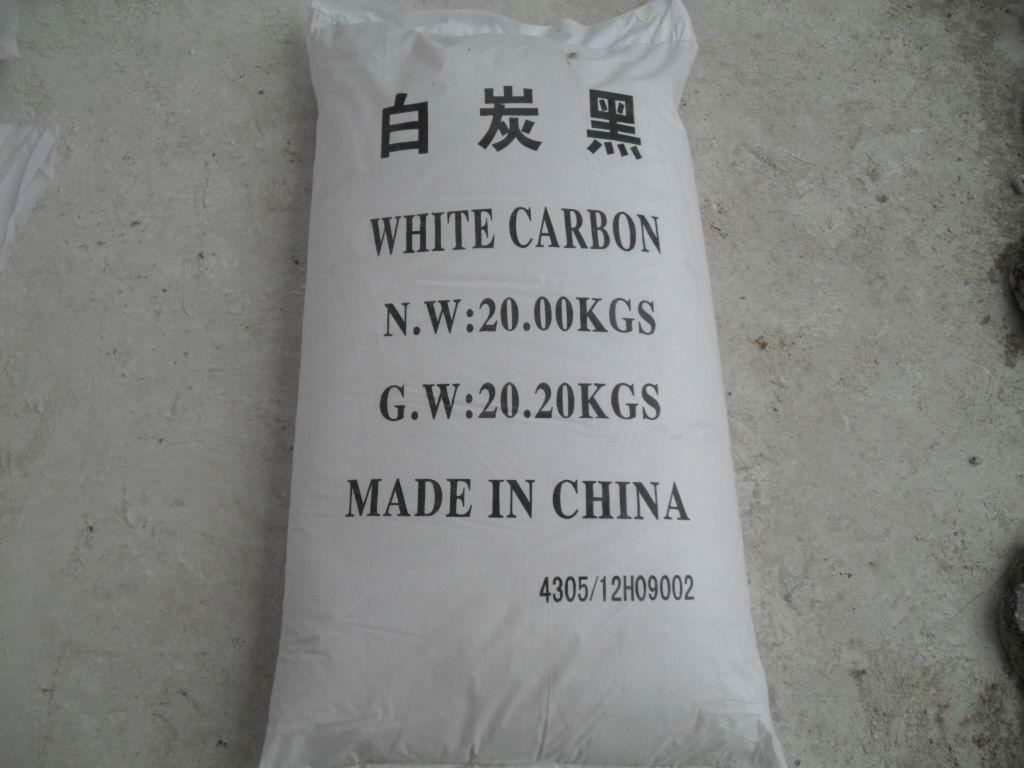 白炭黑
WHITE CARBON
N.W:20.00KGS
G.W:20.20KGS
MADE IN CHINA
4305/12H09002